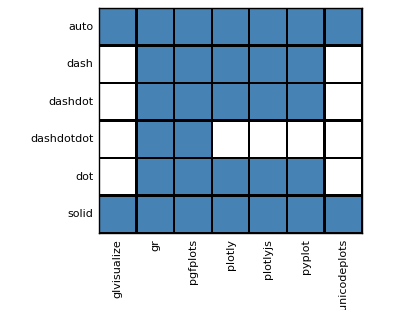 auto
dash
dashdot
dashdotdot
dot
solid
glvisualize
gr
pgfplots
plotly
plotlyjs
pyplot
unicodeplots